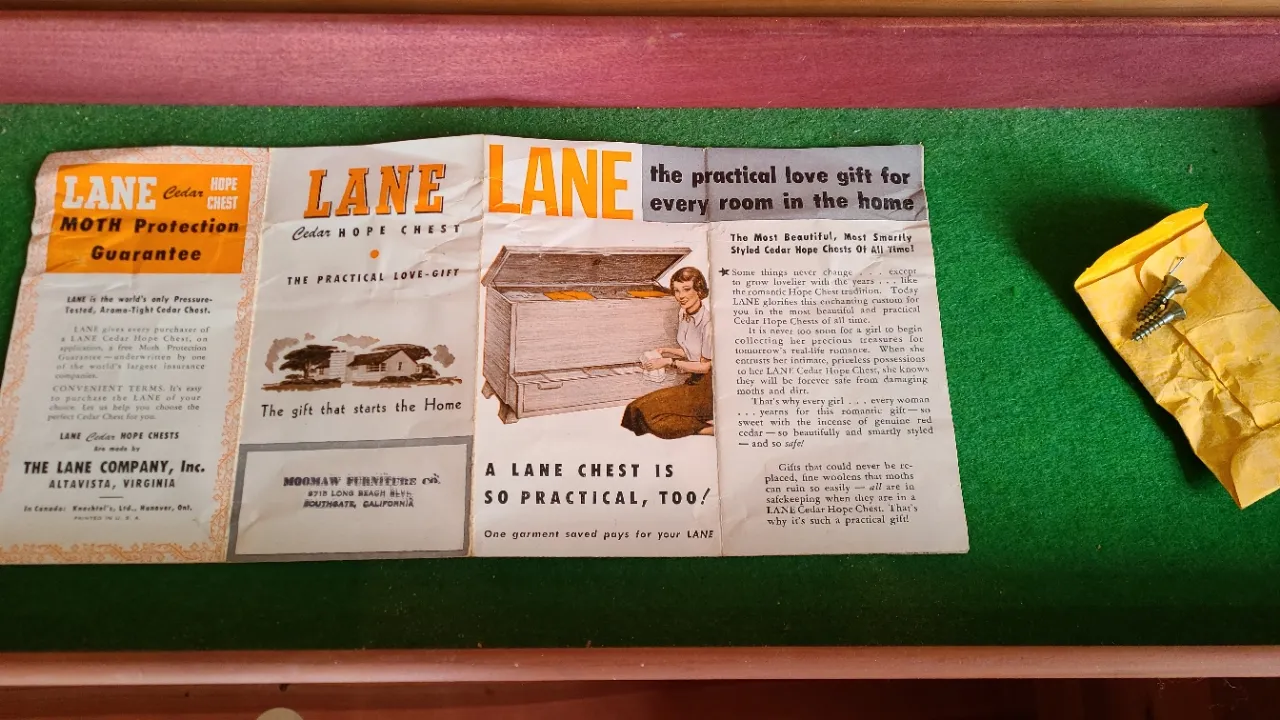 LANE Cedar HOPE CHEST
MOTH Protection
Guarantee
LANE is the world's only Pressure-
Tested, Aroma-Tight Cedar Chest.
LANE gives every purchaser of
a LANE Cedar Hope Chest, on
application, a free Moth Protection
Guarantee—underwritten by one
of the world's largest insurance
companies.
CONVENIENT TERMS. It's easy
to purchase the LANE of your
choice. Let us help you choose the
perfect Cedar Chest for you.
LANE Cedar HOPE CHESTS
Are made by
THE LANE COMPANY, Inc.
ALTAVISTA, VIRGINIA
In Canada: Knechtel's, Ltd., Hanover, Ont.
PRINTED IN U. S. A.
LANE
Cedar HOPE CHEST
THE PRACTICAL LOVE-GIFT
The gift that starts the Home
MOOMAW FURNITURE CO.
8715 LONG BEACH BLVD.
SOUTHGATE, CALIFORNIA
LANE the practical love gift for
every room in the home
A LANE CHEST IS
SO PRACTICAL, TOO!
One garment saved pays for your LANE
The Most Beautiful, Most Smartly
Styled Cedar Hope Chests Of All Time!
★ Some things never change . . . except
to grow lovelier with the years . . . like
the romantic Hope Chest tradition. Today
LANE glorifies this enchanting custom for
you in the most beautiful and practical
Cedar Hope Chests of all time.
It is never too soon for a girl to begin
collecting her precious treasures for
tomorrow's real-life romance. When she
entrusts her intimate, priceless possessions
to her LANE Cedar Hope Chest, she knows
they will be forever safe from damaging
moths and dirt.
That's why every girl . . . every woman
. . . yearns for this romantic gift—so
sweet with the incense of genuine red
cedar—so beautifully and smartly styled
—and so safe!
Gifts that could never be re-
placed, fine woolens that moths
can ruin so easily — all are in
safekeeping when they are in a
LANE Cedar Hope Chest. That's
why it's such a practical gift!